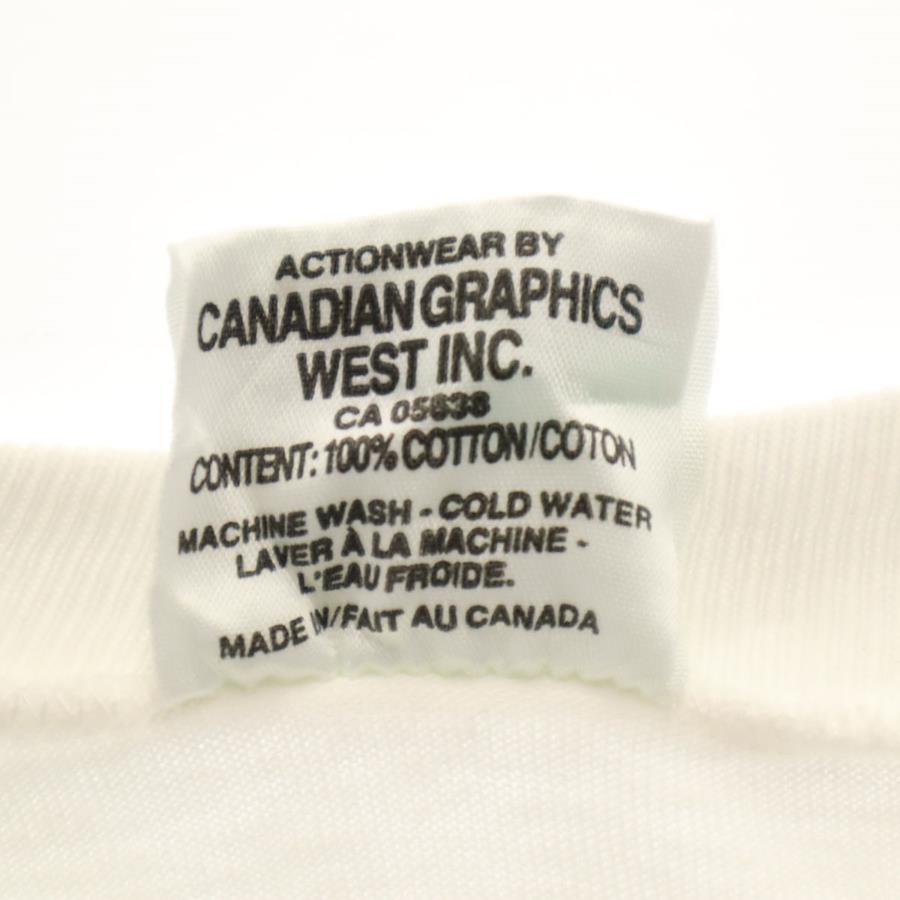 ACTIONWEAR BY
CANADIAN GRAPHICS
WEST INC.
CA 05638
CONTENT: 100% COTTON/COTON
MACHINE WASH - COLD WATER
LAVER À LA MACHINE -
L'EAU FROIDE.
MADE IN/FAIT AU CANADA